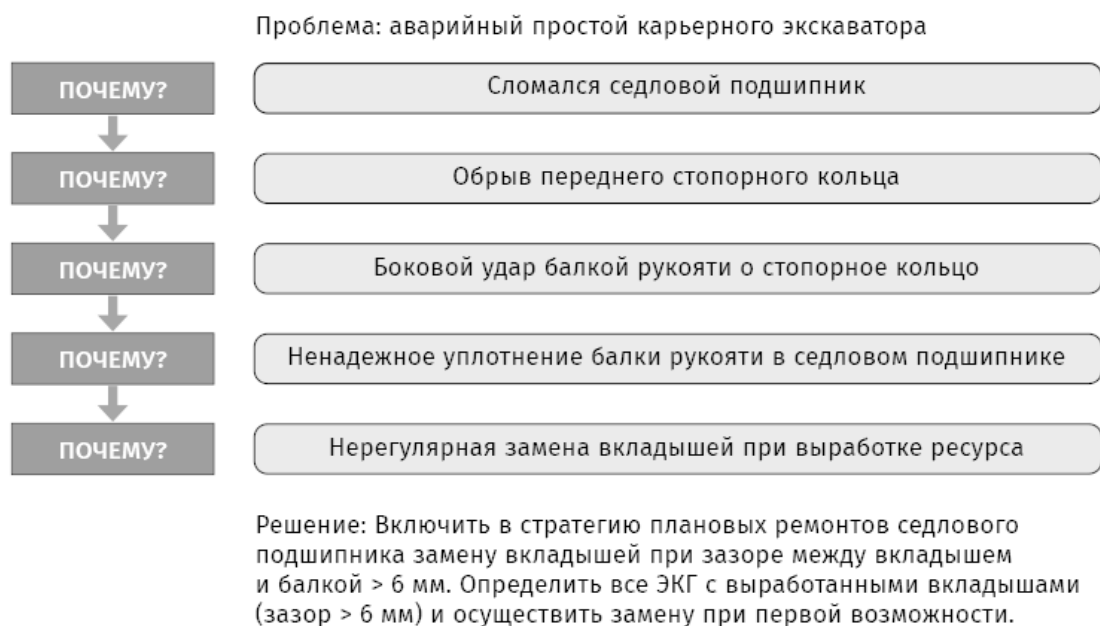 Проблема: аварийный простой карьерного экскаватора
ПОЧЕМУ?
Сломался седловой подшипник
ПОЧЕМУ?
Обрыв переднего стопорного кольца
ПОЧЕМУ?
Боковой удар балкой рукояти о стопорное кольцо
ПОЧЕМУ?
Ненадежное уплотнение балки рукояти в седловом подшипнике
ПОЧЕМУ?
Нерегулярная замена вкладышей при выработке ресурса
Решение: Включить в стратегию плановых ремонтов седлового
подшипника замену вкладышей при зазоре между вкладышем
и балкой > 6 мм. Определить все ЭКГ с выработанными вкладышами
(зазор > 6 мм) и осуществить замену при первой возможности.